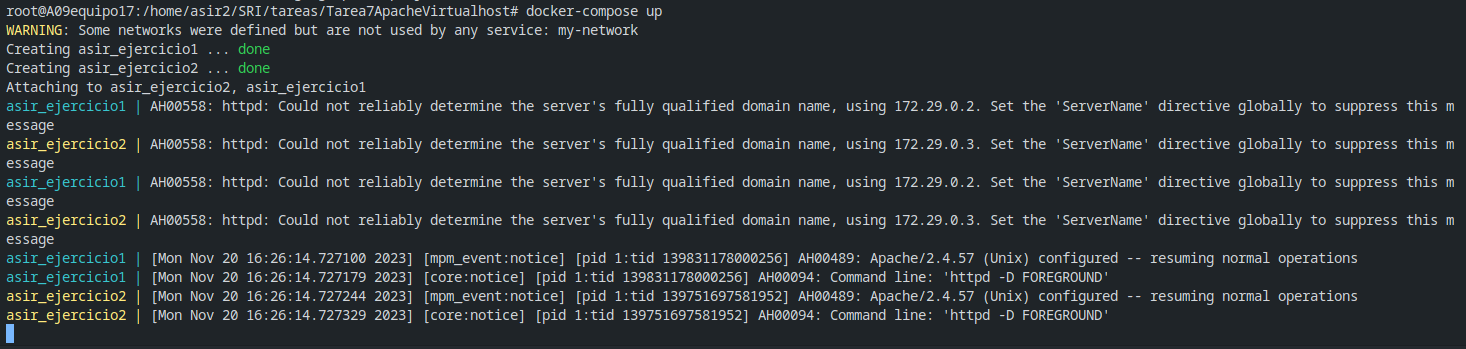 root@A09equipo17:/home/asir2/SRI/tareas/Tarea7ApacheVirtualhost# docker-compose up
WARNING: Some networks were defined but are not used by any service: my-network
Creating asir_ejercicio1 ... done
Creating asir_ejercicio2 ... done
Attaching to asir_ejercicio2, asir_ejercicio1
asir_ejercicio1 | AH00558: httpd: Could not reliably determine the server's fully qualified domain name, using 172.29.0.2. Set the 'ServerName' directive globally to suppress this m
essage
asir_ejercicio2 | AH00558: httpd: Could not reliably determine the server's fully qualified domain name, using 172.29.0.3. Set the 'ServerName' directive globally to suppress this m
essage
asir_ejercicio1 | AH00558: httpd: Could not reliably determine the server's fully qualified domain name, using 172.29.0.2. Set the 'ServerName' directive globally to suppress this m
essage
asir_ejercicio2 | AH00558: httpd: Could not reliably determine the server's fully qualified domain name, using 172.29.0.3. Set the 'ServerName' directive globally to suppress this m
essage
asir_ejercicio1 | [Mon Nov 20 16:26:14.727100 2023] [mpm_event:notice] [pid 1:tid 139831178000256] AH00489: Apache/2.4.57 (Unix) configured -- resuming normal operations
asir_ejercicio1 | [Mon Nov 20 16:26:14.727179 2023] [core:notice] [pid 1:tid 139831178000256] AH00094: Command line: 'httpd -D FOREGROUND'
asir_ejercicio2 | [Mon Nov 20 16:26:14.727244 2023] [mpm_event:notice] [pid 1:tid 139751697581952] AH00489: Apache/2.4.57 (Unix) configured -- resuming normal operations
asir_ejercicio2 | [Mon Nov 20 16:26:14.727329 2023] [core:notice] [pid 1:tid 139751697581952] AH00094: Command line: 'httpd -D FOREGROUND'